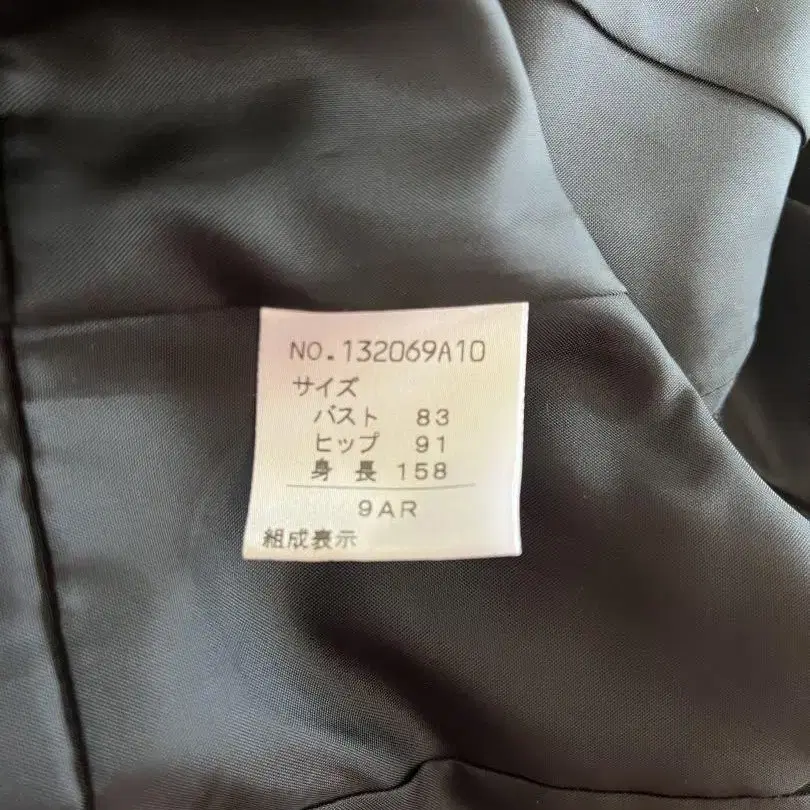 NO.132069A10
サイズ
バスト 83
ヒップ 91
身長 158
9AR
組成表示